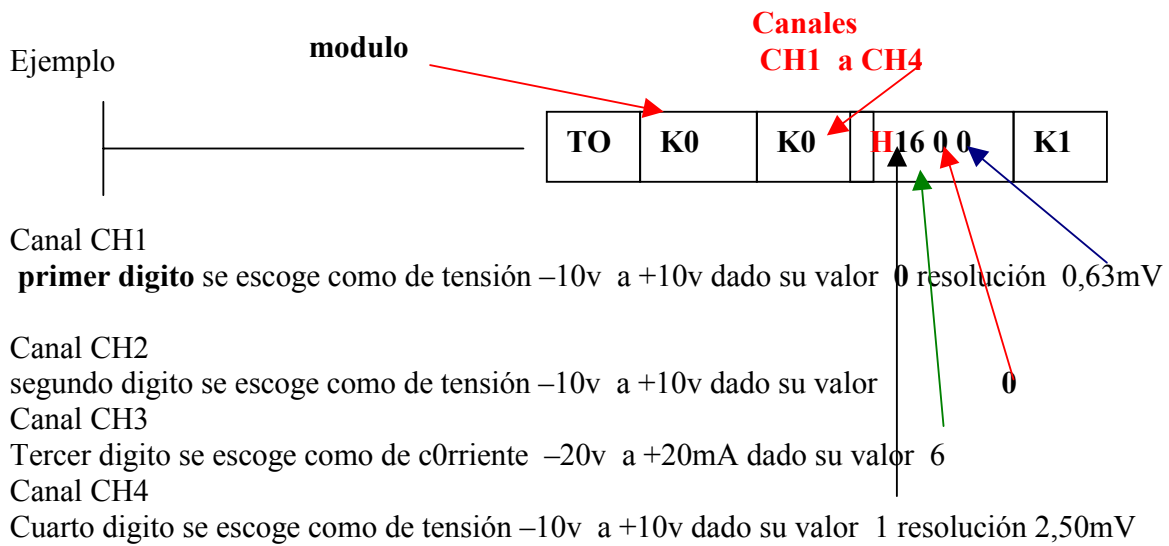 Canales
modulo
CH1 a CH4
Ejemplo
TO K0 K0 H16 0 0 K1
Canal CH1
primer digito se escoge como de tensión –10v a +10v dado su valor 0 resolución 0,63mV
Canal CH2
segundo digito se escoge como de tensión –10v a +10v dado su valor 0
Canal CH3
Tercer digito se escoge como de c0rriente –20v a +20mA dado su valor 6
Canal CH4
Cuarto digito se escoge como de tensión –10v a +10v dado su valor 1 resolución 2,50mV